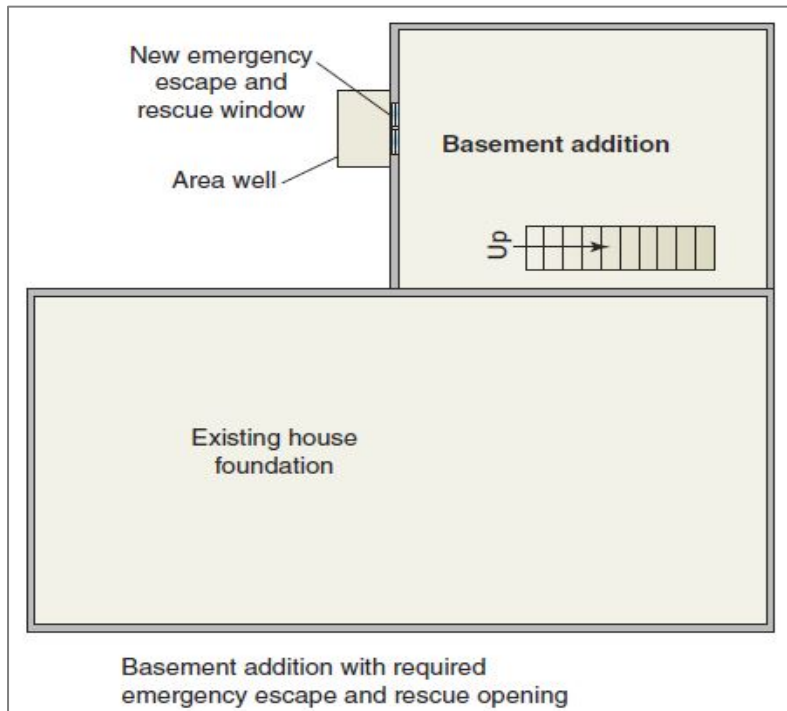 New emergency
escape and
rescue window
Area well
Basement addition
Up
Existing house
foundation
Basement addition with required
emergency escape and rescue opening